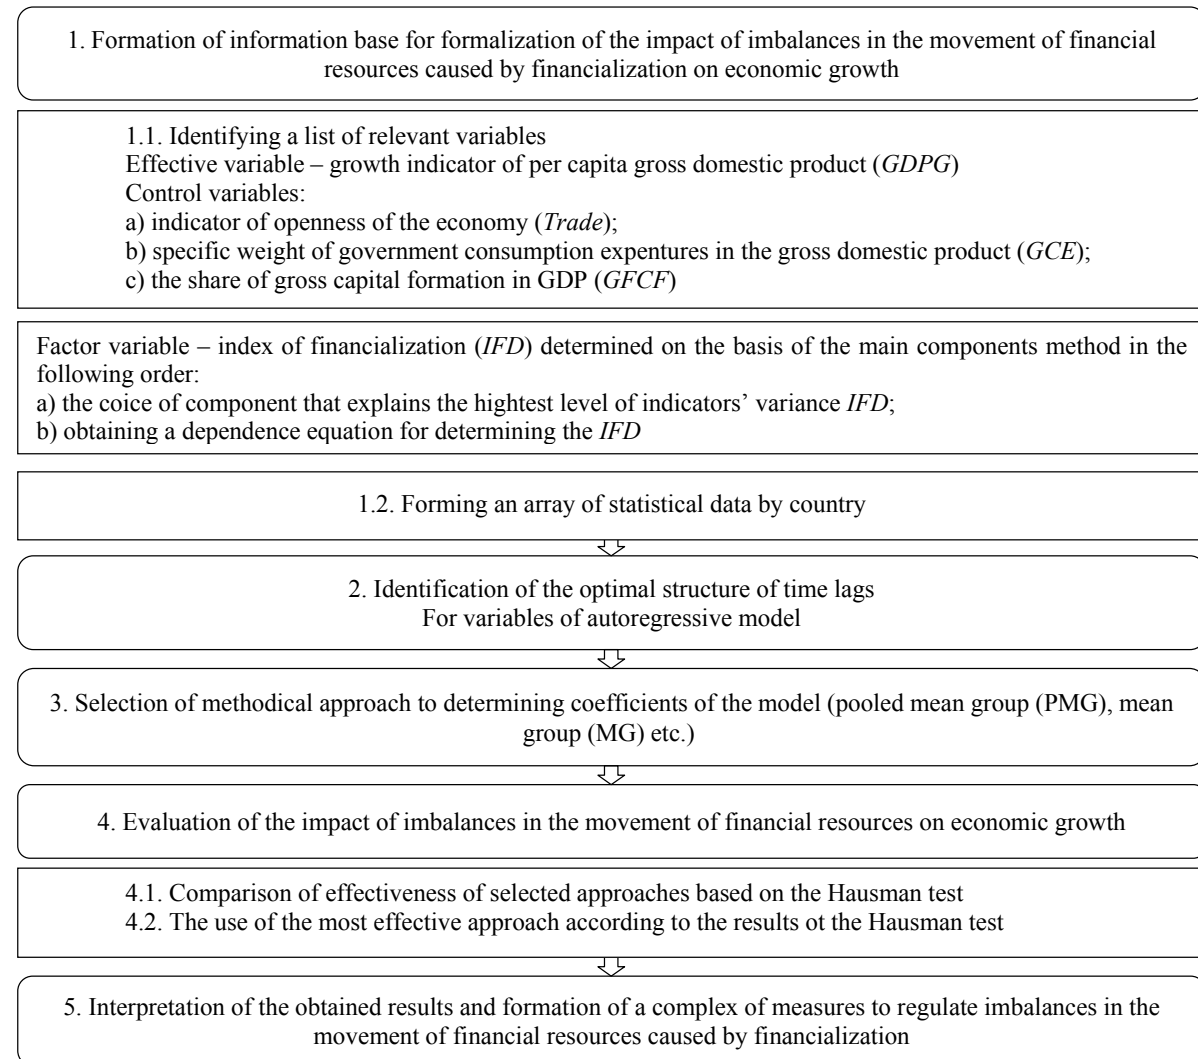 1. Formation of information base for formalization of the impact of imbalances in the movement of financial
resources caused by financialization on economic growth
1.1. Identifying a list of relevant variables
Effective variable – growth indicator of per capita gross domestic product (GDPG)
Control variables:
a) indicator of openness of the economy (Trade);
b) specific weight of government consumption expentures in the gross domestic product (GCE);
c) the share of gross capital formation in GDP (GFCF)
Factor variable – index of financialization (IFD) determined on the basis of the main components method in the
following order:
a) the coice of component that explains the highest level of indicators’ variance IFD;
b) obtaining a dependence equation for determining the IFD
1.2. Forming an array of statistical data by country
2. Identification of the optimal structure of time lags
For variables of autoregressive model
3. Selection of methodical approach to determining coefficients of the model (pooled mean group (PMG), mean
group (MG) etc.)
4. Evaluation of the impact of imbalances in the movement of financial resources on economic growth
4.1. Comparison of effectiveness of selected approaches based on the Hausman test
4.2. The use of the most effective approach according to the results ot the Hausman test
5. Interpretation of the obtained results and formation of a complex of measures to regulate imbalances in the
movement of financial resources caused by financialization